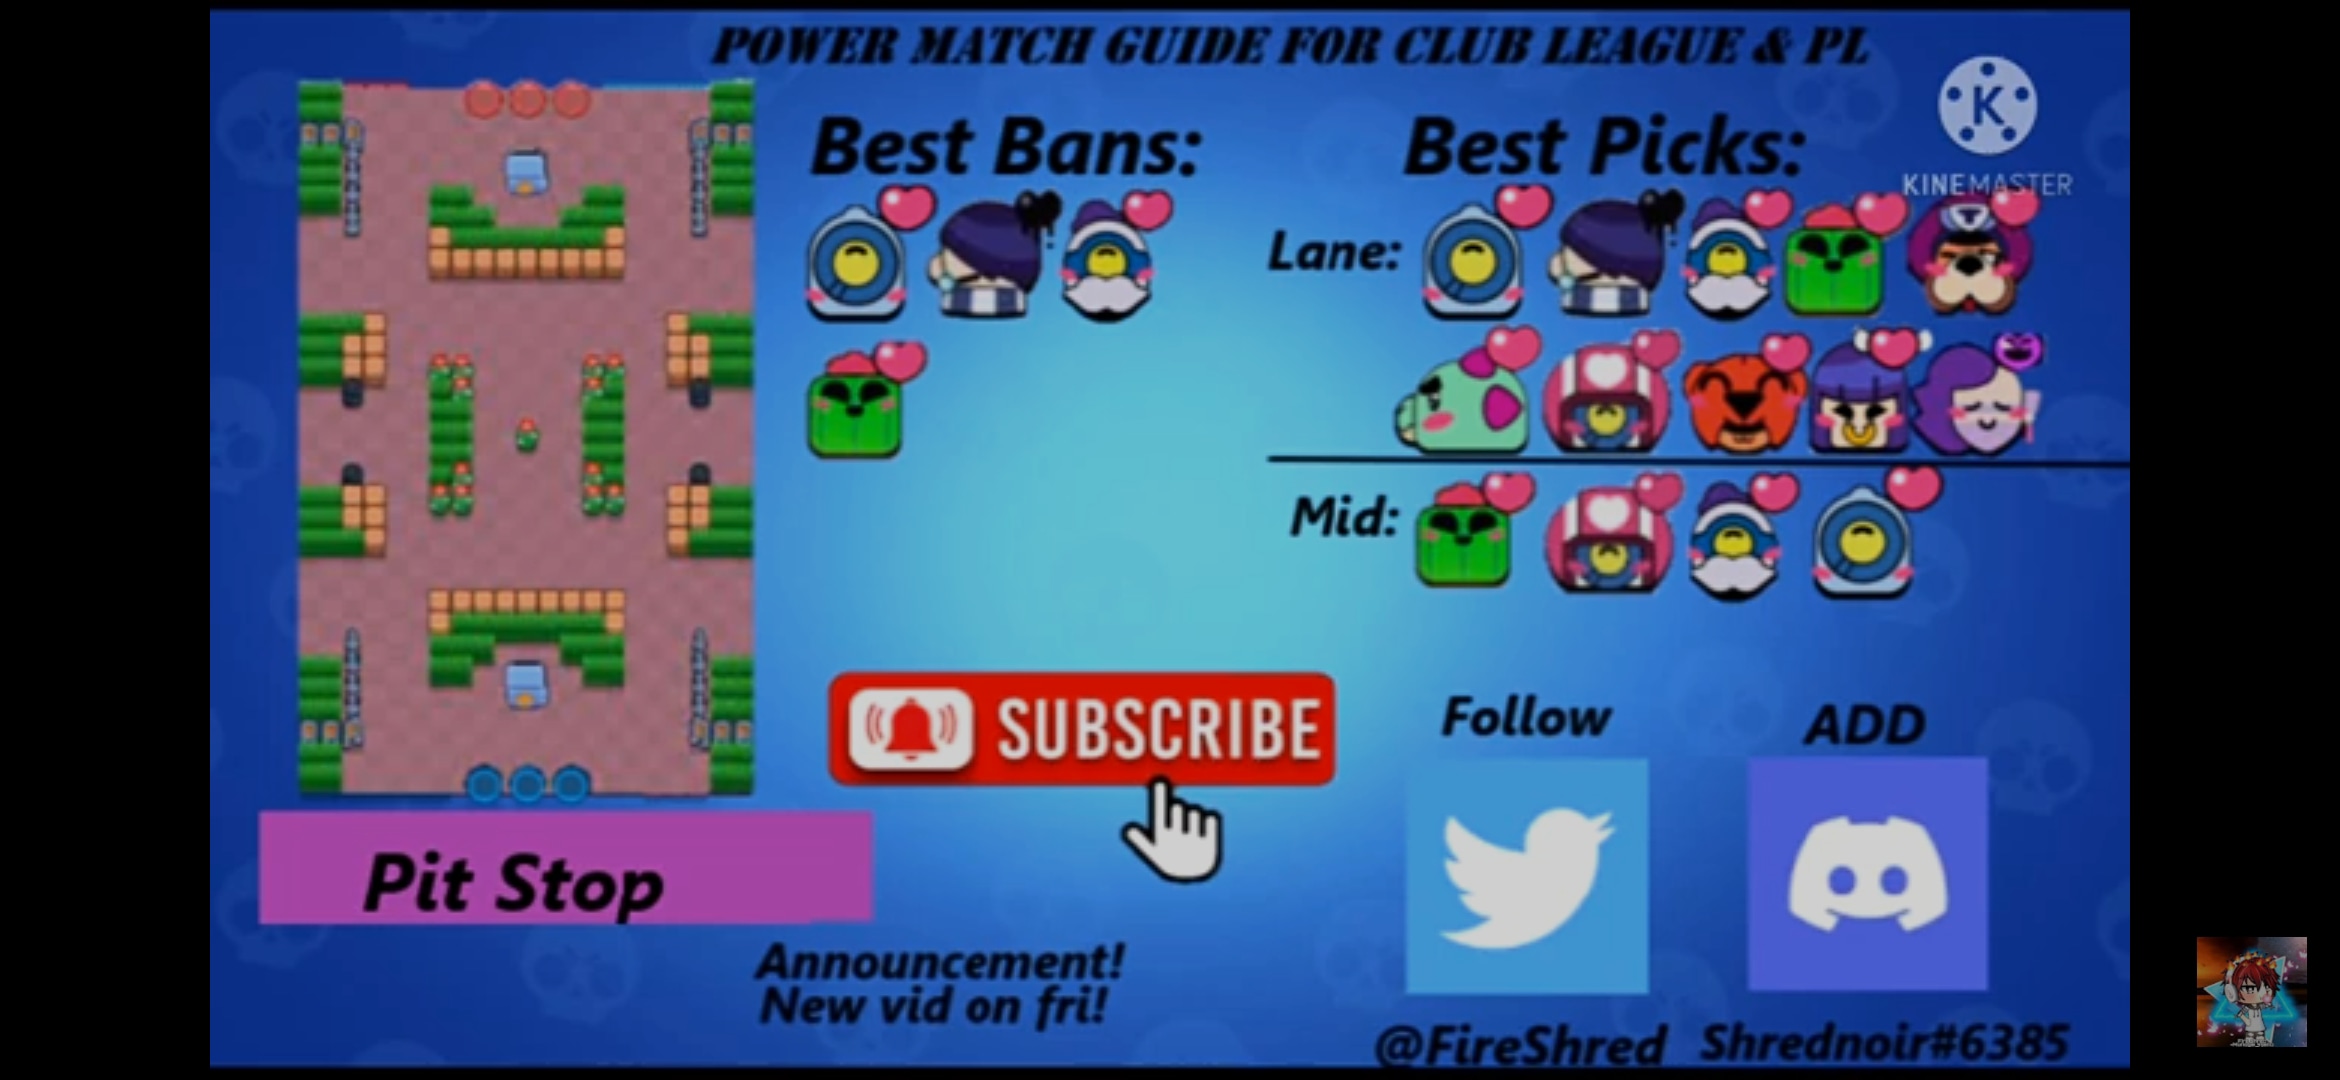 POWER MATCH GUIDE FOR CLUB LEAGUE & PL
Best Bans:
Best Picks:
K
KINEMASTER
Lane:
Mid:
SUBSCRIBE
Follow
ADD
Pit Stop
Announcement!
New vid on fri!
@FireShred
Shrednoir#6385